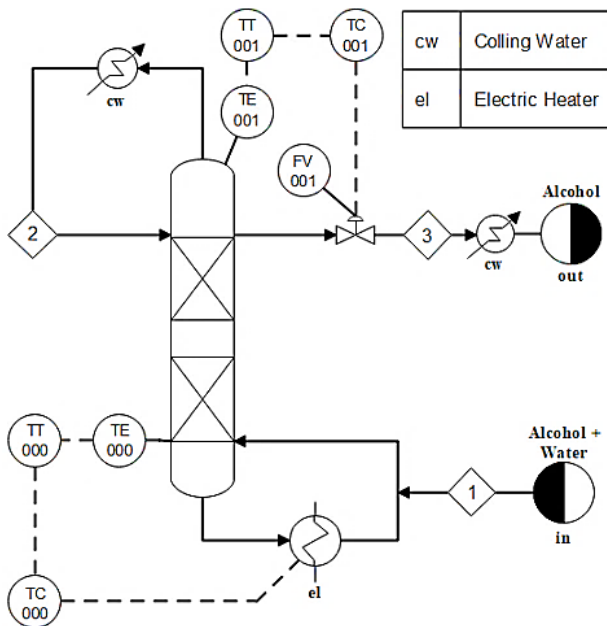 TT
001
TC
001
cw
Colling Water
el
Electric Heater
cw
TE
001
FV
001
Alcohol
2
3
cw
out
TT
000
TE
000
Alcohol +
Water
1
in
TC
000
el